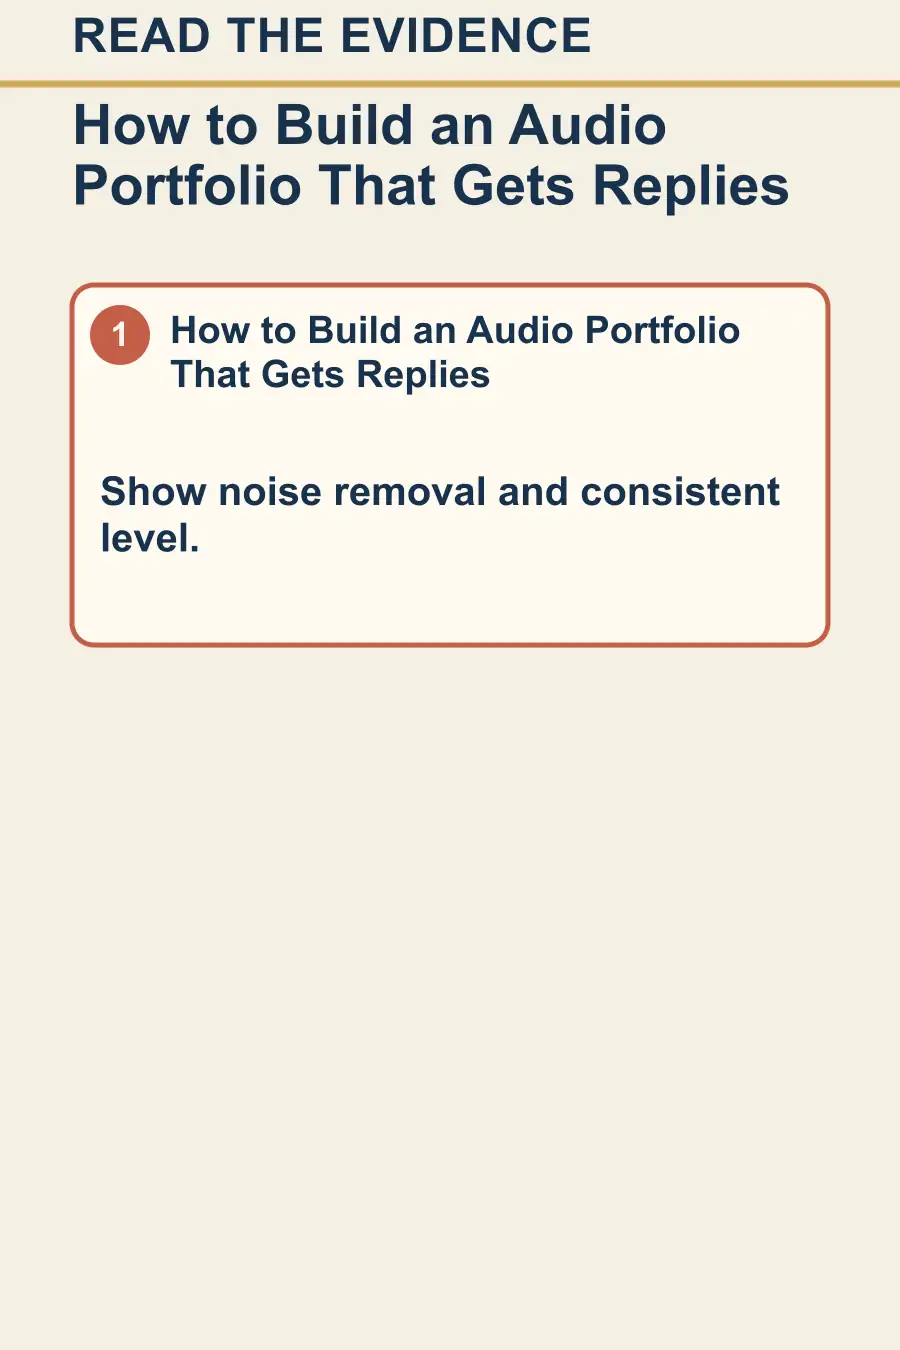 READ THE EVIDENCE
How to Build an Audio
Portfolio That Gets Replies
1
How to Build an Audio Portfolio
That Gets Replies
Show noise removal and consistent
level.